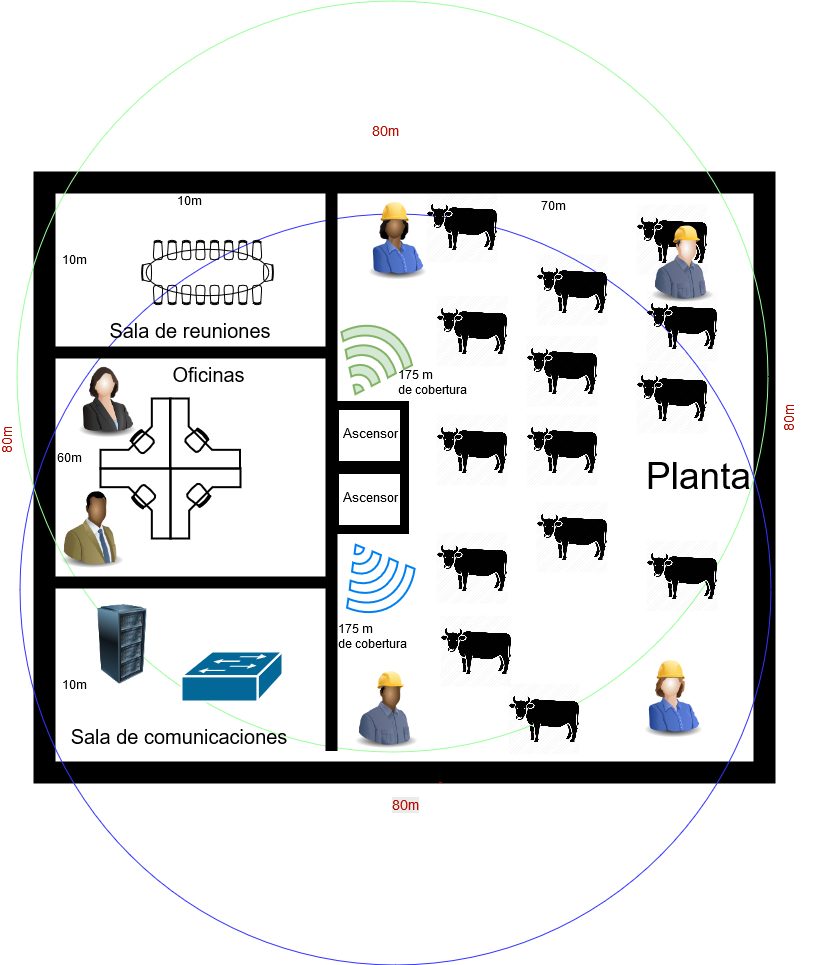 80m
10m
70m
10m
Sala de reuniones
175 m
de cobertura
Oficinas
Ascensor
80m
80m
60m
Planta
Ascensor
175 m
de cobertura
10m
Sala de comunicaciones
80m